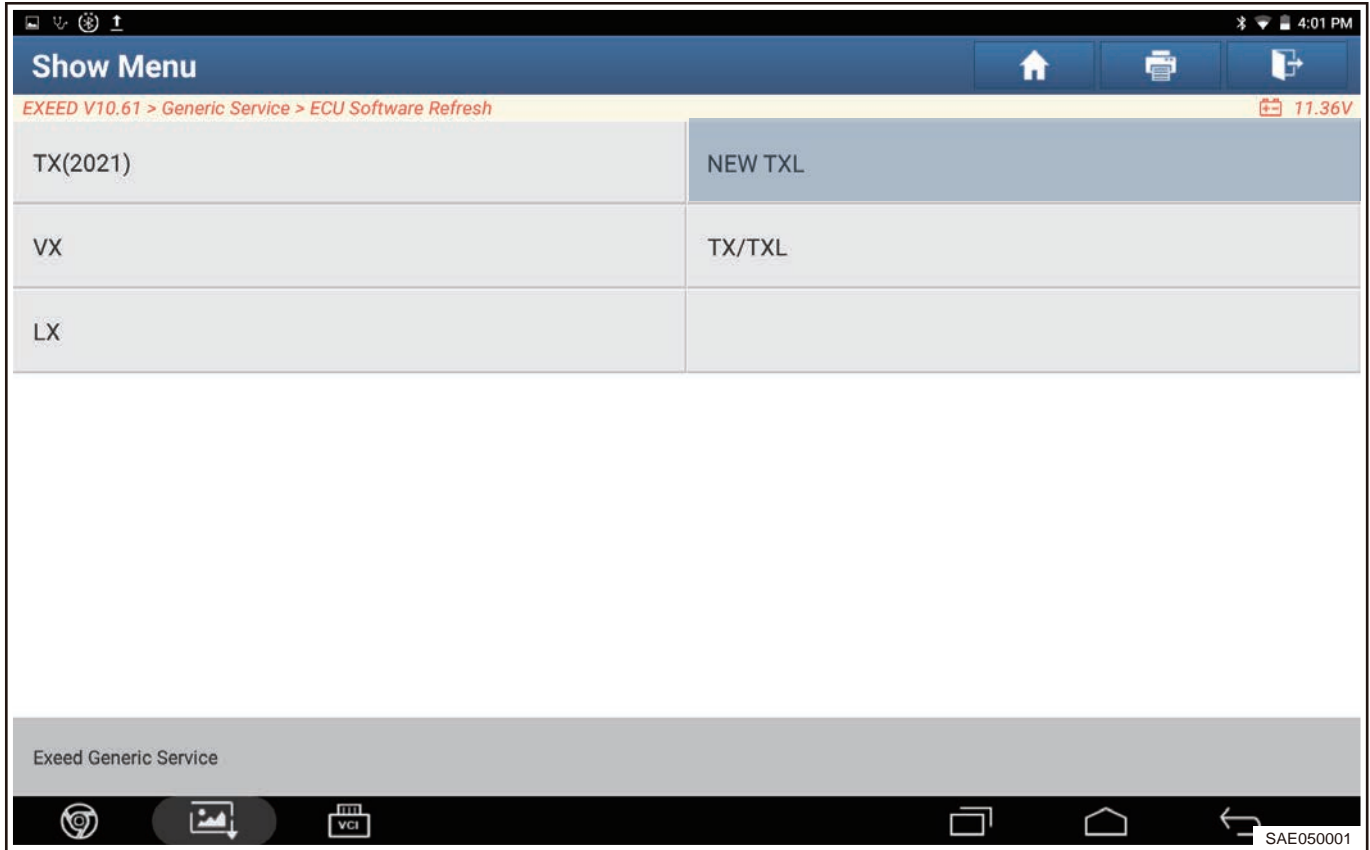 4:01 PM
Show Menu
EXEED V10.61 > Generic Service > ECU Software Refresh
11.36V
TX(2021)
NEW TXL
VX
TX/TXL
LX
Exeed Generic Service
VCI
SAE050001